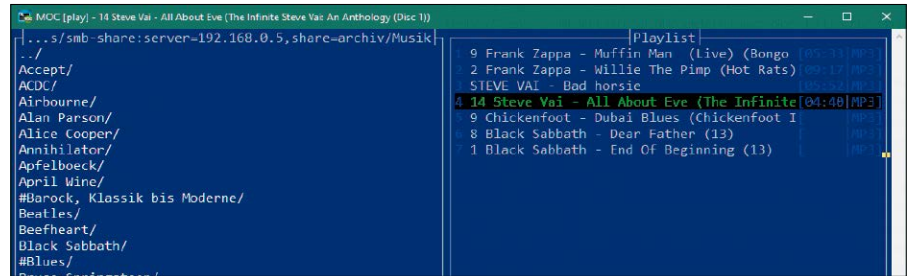 MOC [play] - 14 Steve Vai - All About Eve (The Infinite Steve Vai: An Anthology (Disc 1))
...s/smb-share:server=192.168.0.5,share=archiv/Musik
../
Accept/
ACDC/
Airbourne/
Alan Parson/
Alice Cooper/
Annihilator/
Apfelboeck/
April Wine/
#Barock, Klassik bis Moderne/
Beatles/
Beefheart/
Black Sabbath/
#Blues/
Playlist
1 9 Frank Zappa - Muffin Man (Live) (Bongo [05:33|MP3]
2 2 Frank Zappa - Willie The Pimp (Hot Rats)[09:17|MP3]
3 STEVE VAI - Bad horsie [05:52|MP3]
4 14 Steve Vai - All About Eve (The Infinite[04:40|MP3]
5 9 Chickenfoot - Dubai Blues (Chickenfoot I[ |MP3]
6 8 Black Sabbath - Dear Father (13) [ |MP3]
7 1 Black Sabbath - End Of Beginning (13) [ |MP3]